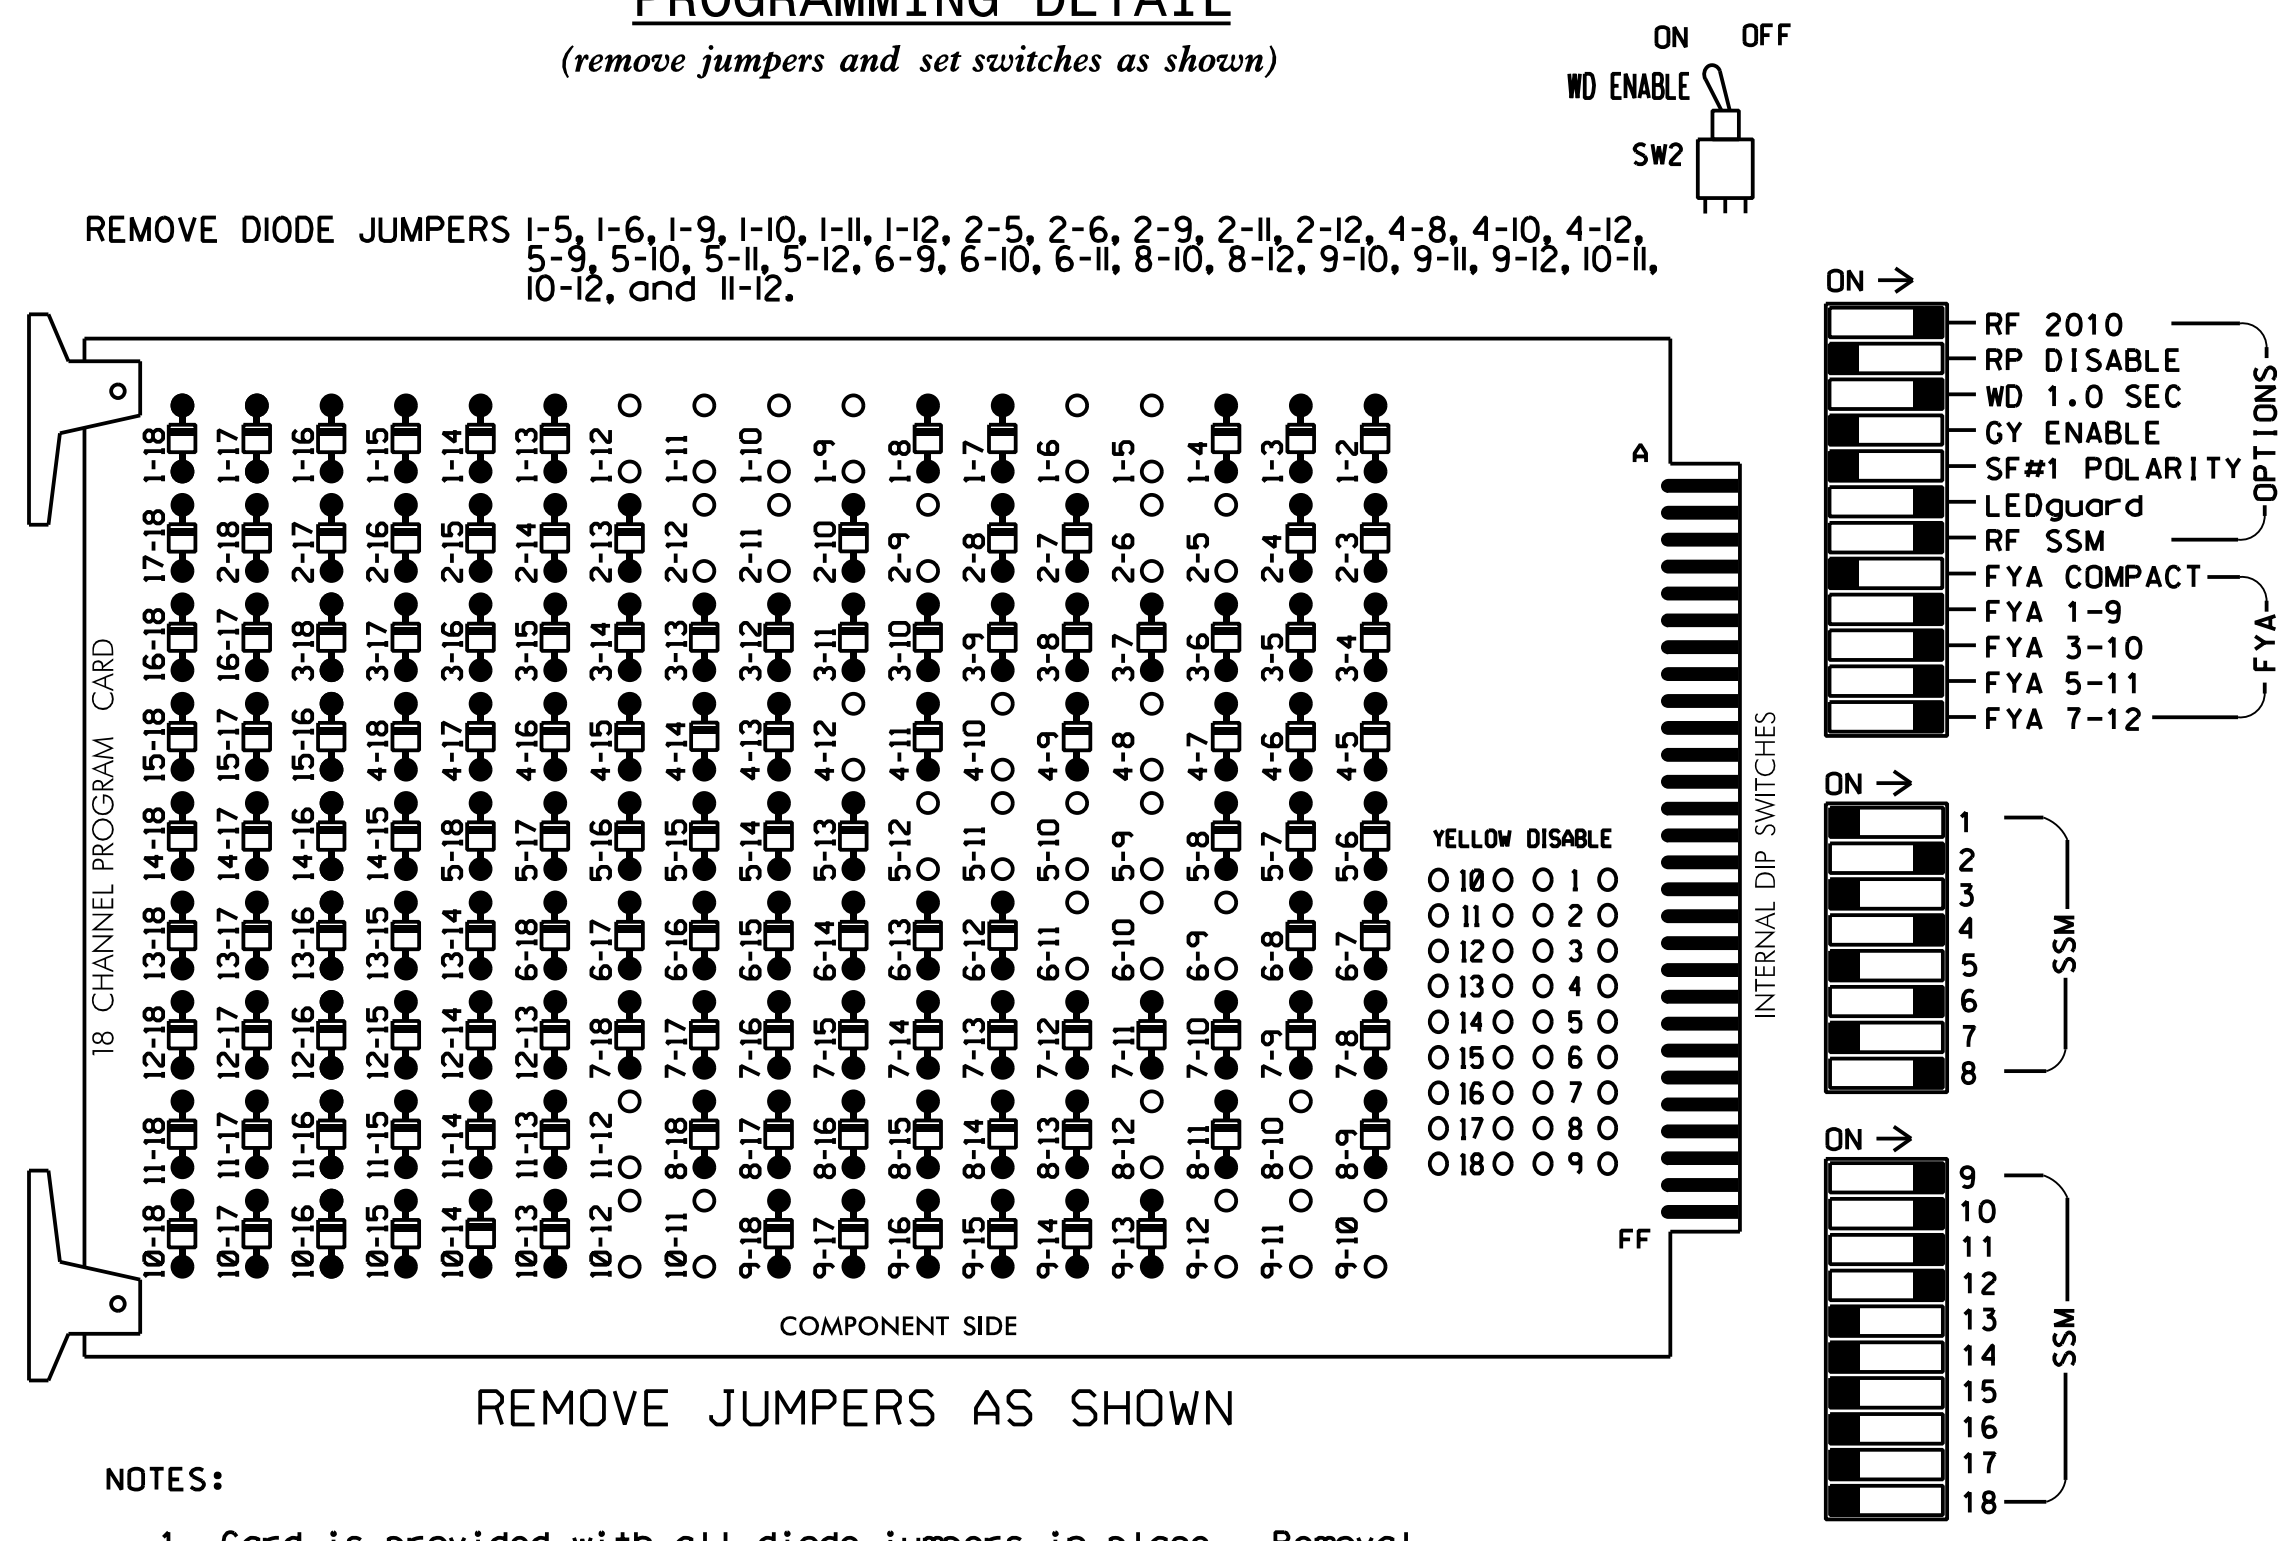 PROGRAMMING DETAIL
(remove jumpers and set switches as shown)
ON OFF
WD ENABLE
SW2
REMOVE DIODE JUMPERS 1-5, 1-6, 1-9, 1-10, 1-11, 1-12, 2-5, 2-6, 2-9, 2-11, 2-12, 4-8, 4-10, 4-12,
5-9, 5-10, 5-11, 5-12, 6-9, 6-10, 6-11, 8-10, 8-12, 9-10, 9-11, 9-12, 10-11,
10-12, and 11-12.
18 CHANNEL PROGRAM CARD
1-18 1-17 1-16 1-15 1-14 1-13 1-12 1-11 1-10 1-9 1-8 1-7 1-6 1-5 1-4 1-3 1-2
17-18 2-18 2-17 2-16 2-15 2-14 2-13 2-12 2-11 2-10 2-9 2-8 2-7 2-6 2-5 2-4 2-3
16-18 16-17 3-18 3-17 3-16 3-15 3-14 3-13 3-12 3-11 3-10 3-9 3-8 3-7 3-6 3-5 3-4
15-18 15-17 15-16 4-18 4-17 4-16 4-15 4-14 4-13 4-12 4-11 4-10 4-9 4-8 4-7 4-6 4-5
14-18 14-17 14-16 14-15 5-18 5-17 5-16 5-15 5-14 5-13 5-12 5-11 5-10 5-9 5-8 5-7 5-6
13-18 13-17 13-16 13-15 13-14 6-18 6-17 6-16 6-15 6-14 6-13 6-12 6-11 6-10 6-9 6-8 6-7
12-18 12-17 12-16 12-15 12-14 12-13 7-18 7-17 7-16 7-15 7-14 7-13 7-12 7-11 7-10 7-9 7-8
11-18 11-17 11-16 11-15 11-14 11-13 11-12 8-18 8-17 8-16 8-15 8-14 8-13 8-12 8-11 8-10 8-9
10-18 10-17 10-16 10-15 10-14 10-13 10-12 10-11 9-18 9-17 9-16 9-15 9-14 9-13 9-12 9-11 9-10
A
FF
YELLOW DISABLE
10 1
11 2
12 3
13 4
14 5
15 6
16 7
17 8
18 9
COMPONENT SIDE
INTERNAL DIP SWITCHES
ON
RF 2010
RP DISABLE
WD 1.0 SEC
GY ENABLE
SF#1 POLARITY
LEDguard
RF SSM
OPTIONS
FYA COMPACT
FYA 1-9
FYA 3-10
FYA 5-11
FYA 7-12
FYA
ON
1
2
3
4
5
6
7
8
SSM
ON
9
10
11
12
13
14
15
16
17
18
SSM
REMOVE JUMPERS AS SHOWN
NOTES:
1. Card is provided with all diode jumpers in place. Removal